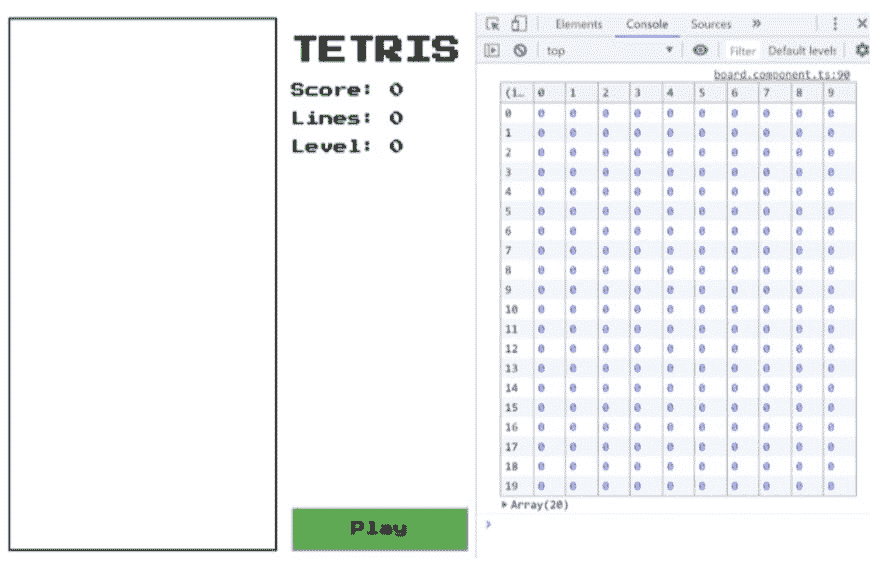 TETRIS
Score: 0
Lines: 0
Level: 0
Play
Elements Console Sources »
top Filter Default levels
board.component.ts:90
(1… 0 1 2 3 4 5 6 7 8 9
0 0 0 0 0 0 0 0 0 0 0
1 0 0 0 0 0 0 0 0 0 0
2 0 0 0 0 0 0 0 0 0 0
3 0 0 0 0 0 0 0 0 0 0
4 0 0 0 0 0 0 0 0 0 0
5 0 0 0 0 0 0 0 0 0 0
6 0 0 0 0 0 0 0 0 0 0
7 0 0 0 0 0 0 0 0 0 0
8 0 0 0 0 0 0 0 0 0 0
9 0 0 0 0 0 0 0 0 0 0
10 0 0 0 0 0 0 0 0 0 0
11 0 0 0 0 0 0 0 0 0 0
12 0 0 0 0 0 0 0 0 0 0
13 0 0 0 0 0 0 0 0 0 0
14 0 0 0 0 0 0 0 0 0 0
15 0 0 0 0 0 0 0 0 0 0
16 0 0 0 0 0 0 0 0 0 0
17 0 0 0 0 0 0 0 0 0 0
18 0 0 0 0 0 0 0 0 0 0
19 0 0 0 0 0 0 0 0 0 0
Array(20)